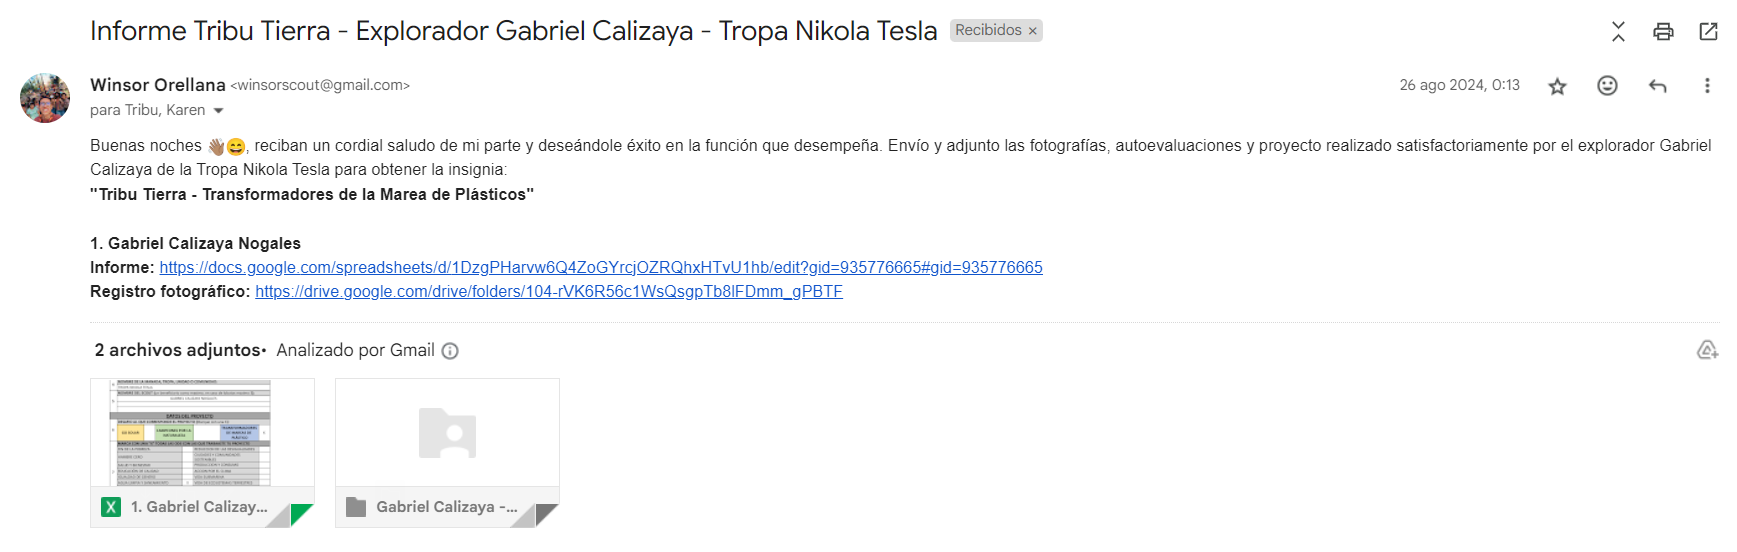 Informe Tribu Tierra - Explorador Gabriel Calizaya - Tropa Nikola Tesla Recibidos ×
Winsor Orellana <winsorscout@gmail.com> 26 ago 2024, 0:13
para Tribu, Karen
Buenas noches 👋🏽😄, reciban un cordial saludo de mi parte y deseándole éxito en la función que desempeña. Envío y adjunto las fotografías, autoevaluaciones y proyecto realizado satisfactoriamente por el explorador Gabriel
Calizaya de la Tropa Nikola Tesla para obtener la insignia:
"Tribu Tierra - Transformadores de la Marea de Plásticos"
1. Gabriel Calizaya Nogales
Informe: https://docs.google.com/spreadsheets/d/1DzgPHarvw6Q4ZoGYrcjOZRQhxHTvU1hb/edit?gid=935776665#gid=935776665
Registro fotográfico: https://drive.google.com/drive/folders/104-rVK6R56c1WsQsgpTb8lFDmm_gPBTF
2 archivos adjuntos• Analizado por Gmail
DATOS DEL PROYECTO
1. Gabriel Calizay...
Gabriel Calizaya -...